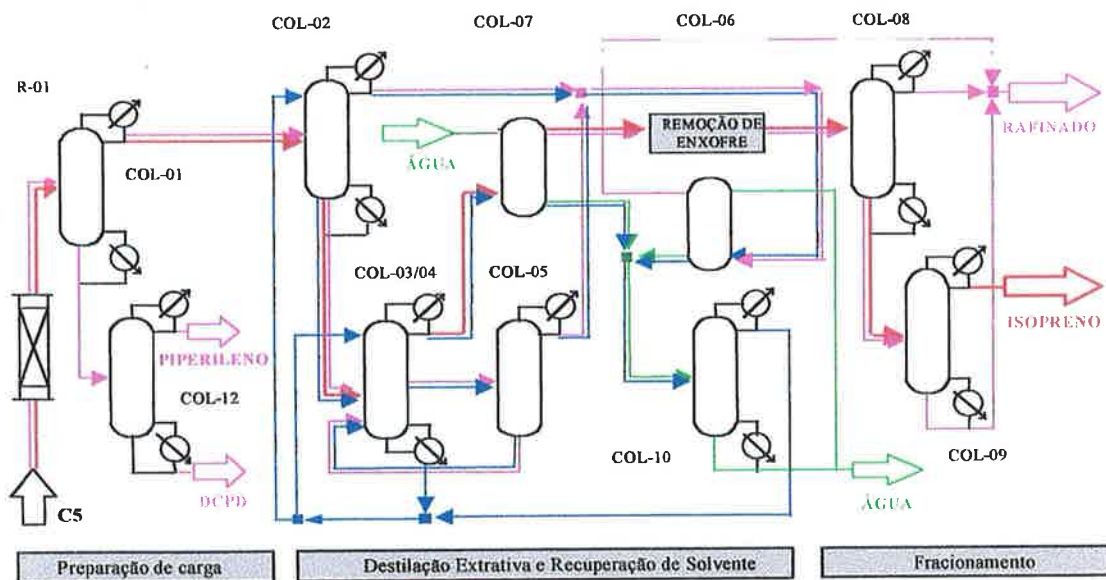 COL-02
COL-07
COL-06
COL-08
R-01
COL-01
ÁGUA
REMOÇÃO DE
ENXOFRE
RAFINADO
COL-03/04
COL-05
ISOPRENO
PIPERILENO
COL-12
COL-10
COL-09
DCPD
C5
ÁGUA
Preparação de carga
Destilação Extrativa e Recuperação de Solvente
Fracionamento